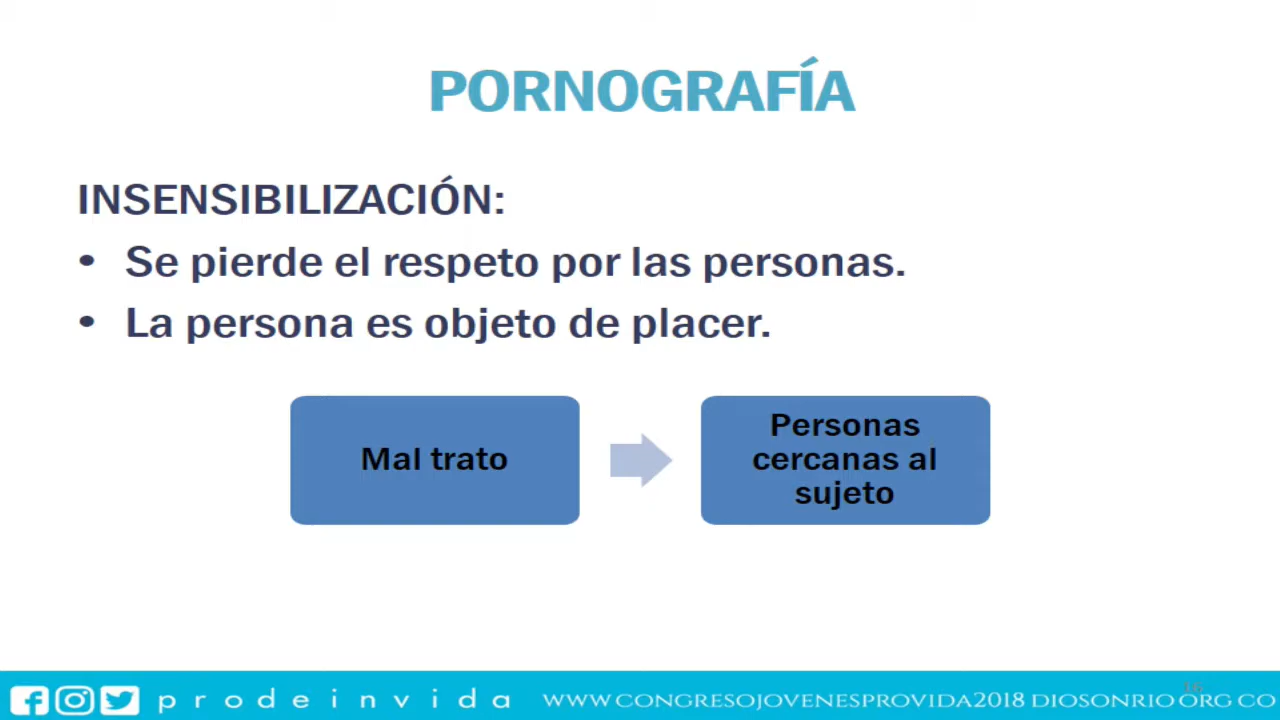 PORNOGRAFÍA
INSENSIBILIZACIÓN:
• Se pierde el respeto por las personas.
• La persona es objeto de placer.
Mal trato
Personas
cercanas al
sujeto
prodeinvida
WWW.CONGRESOJOVENESPROVIDA2018 DIOSONRIO ORG CO